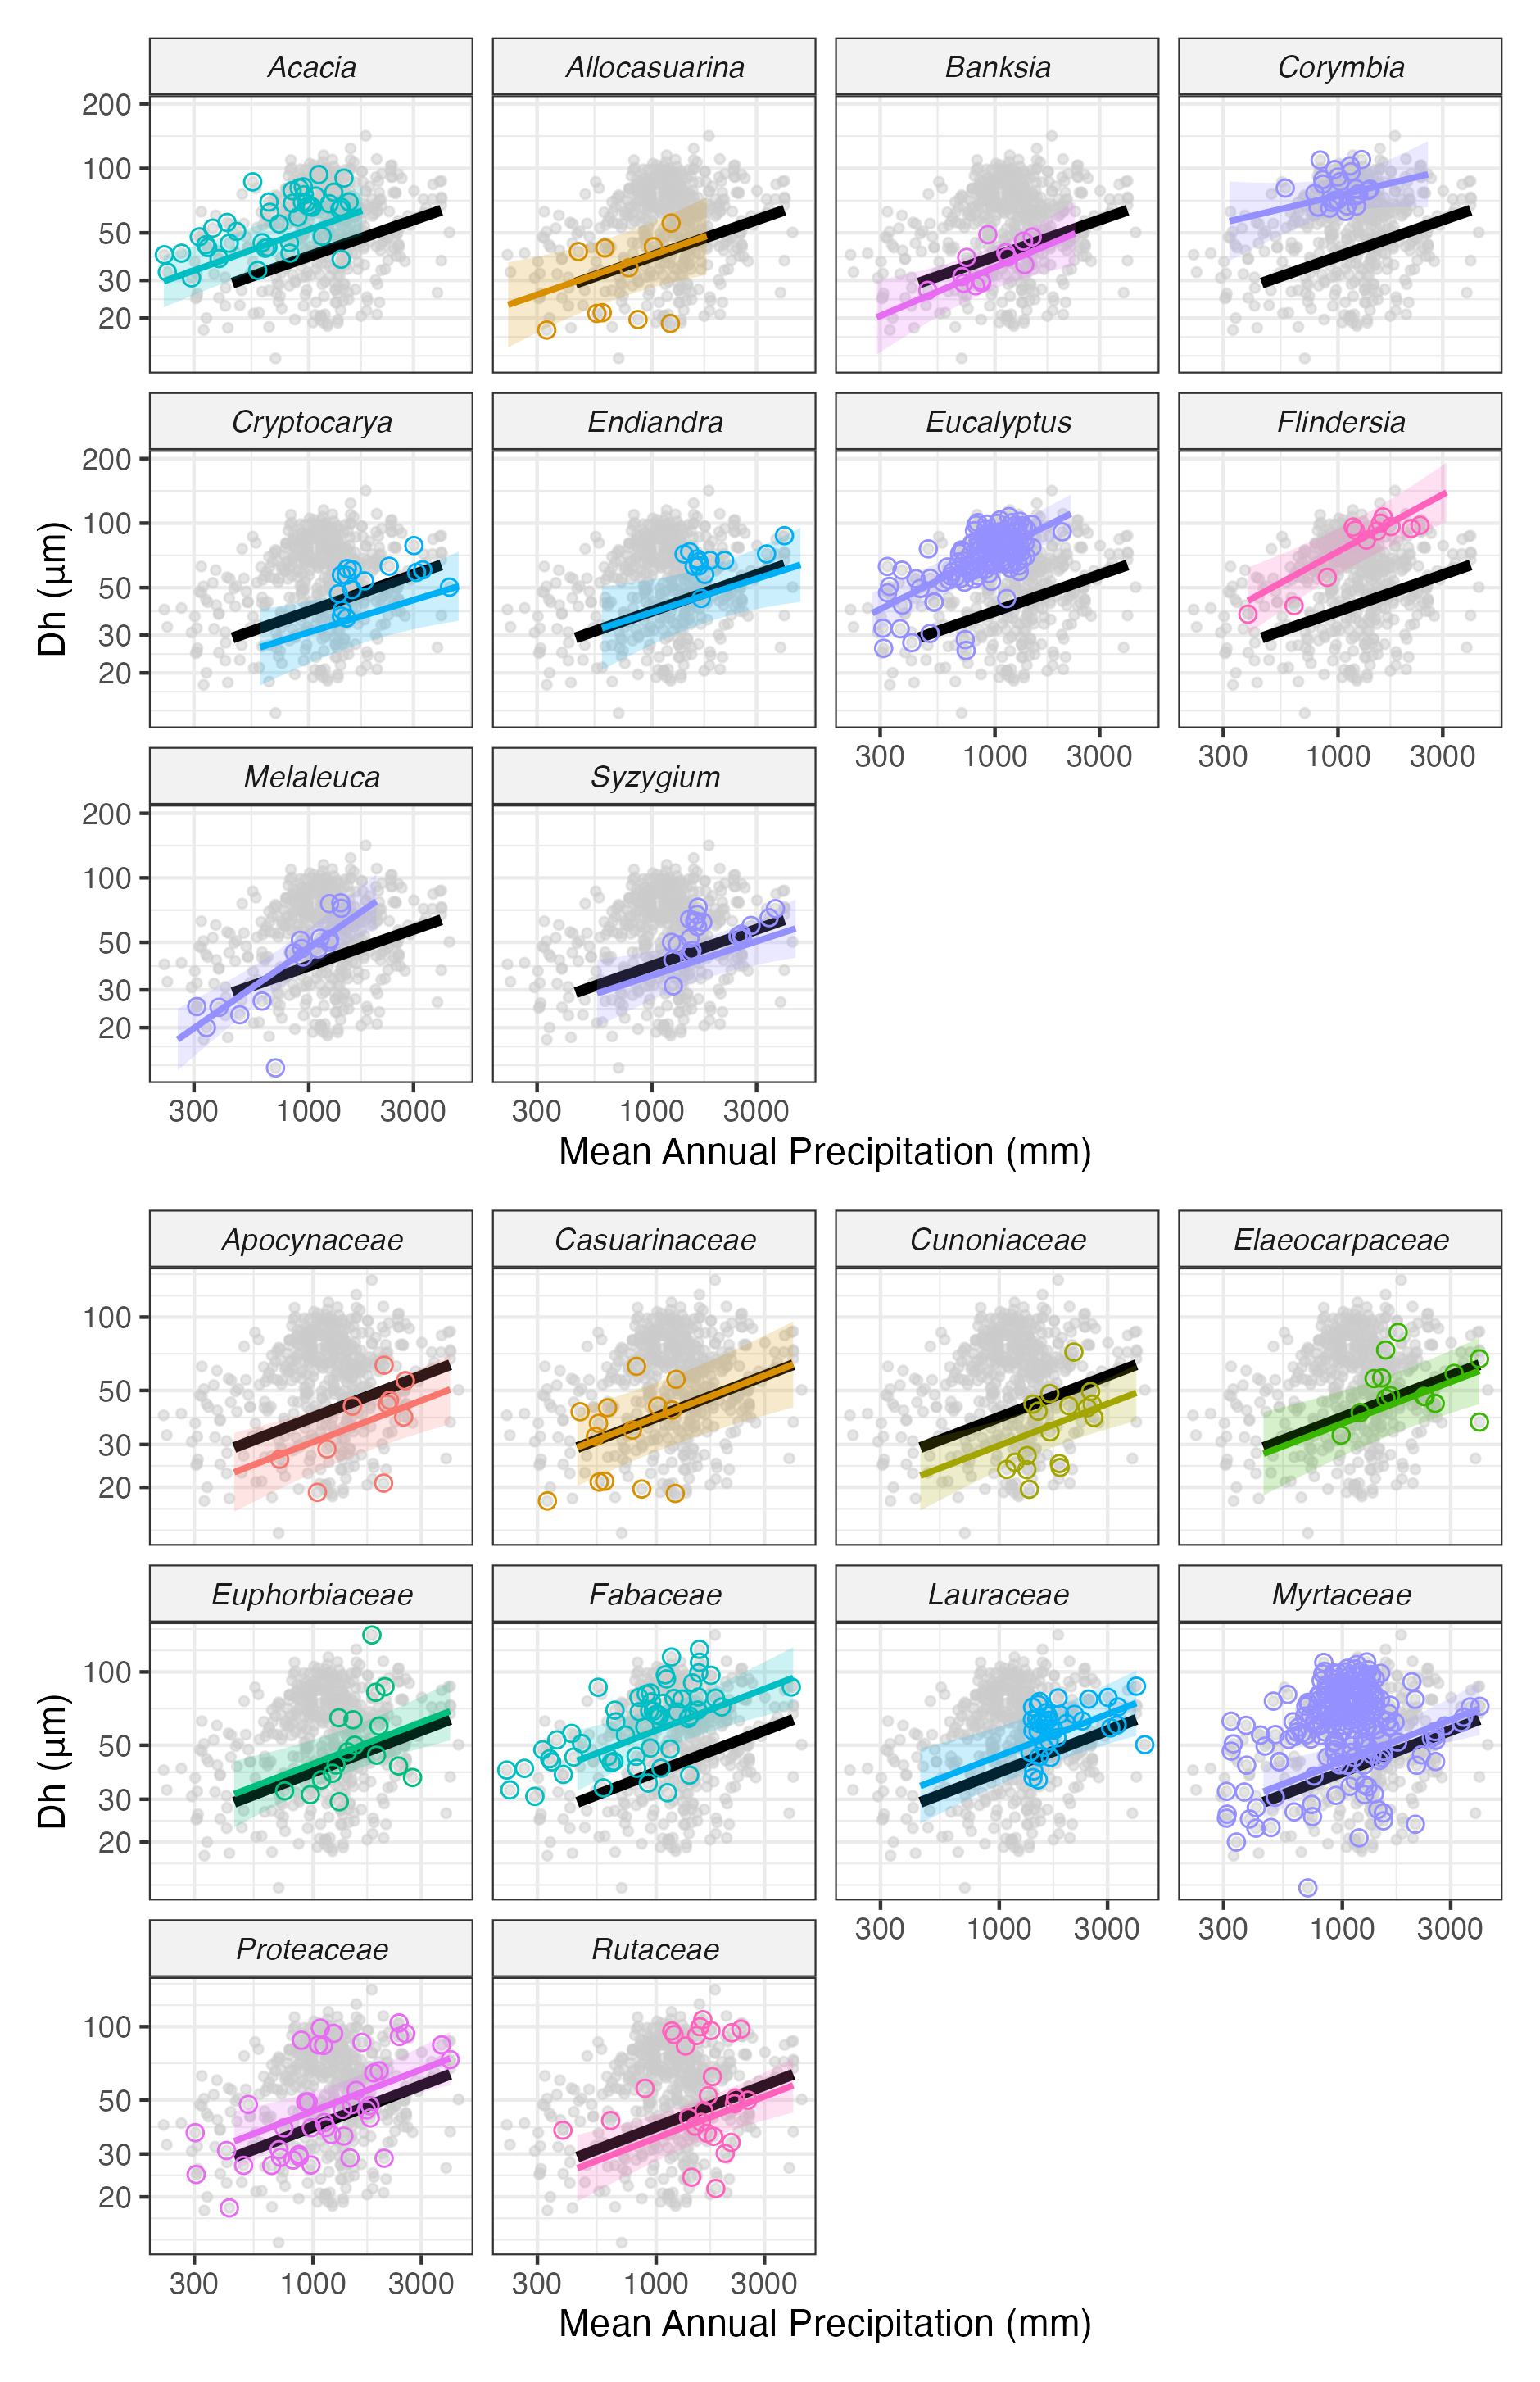 Acacia Allocasuarina Banksia Corymbia
200
100
50
30
20
Cryptocarya Endiandra Eucalyptus Flindersia
200
100
50
30
20
300 1000 3000 300 1000 3000
Melaleuca Syzygium
200
100
50
30
20
300 1000 3000 300 1000 3000
Dh (µm)
Mean Annual Precipitation (mm)
Apocynaceae Casuarinaceae Cunoniaceae Elaeocarpaceae
100
50
30
20
Euphorbiaceae Fabaceae Lauraceae Myrtaceae
100
50
30
20
300 1000 3000 300 1000 3000
Proteaceae Rutaceae
100
50
30
20
300 1000 3000 300 1000 3000
Dh (µm)
Mean Annual Precipitation (mm)